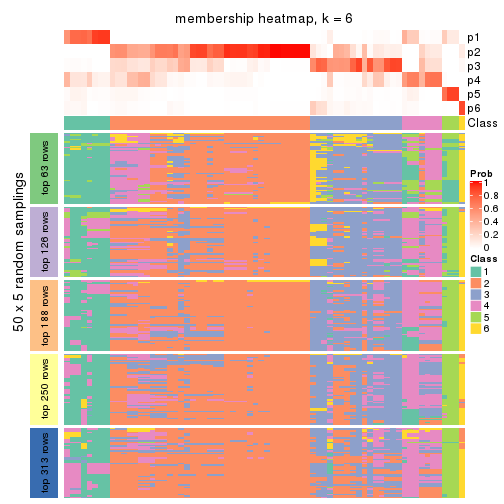 membership heatmap, k = 6
p1
p2
p3
p4
p5
p6
Class
50 x 5 random samplings
top 63 rows
top 126 rows
top 188 rows
top 250 rows
top 313 rows
Prob
1
0.8
0.6
0.4
0.2
0
Class
1
2
3
4
5
6